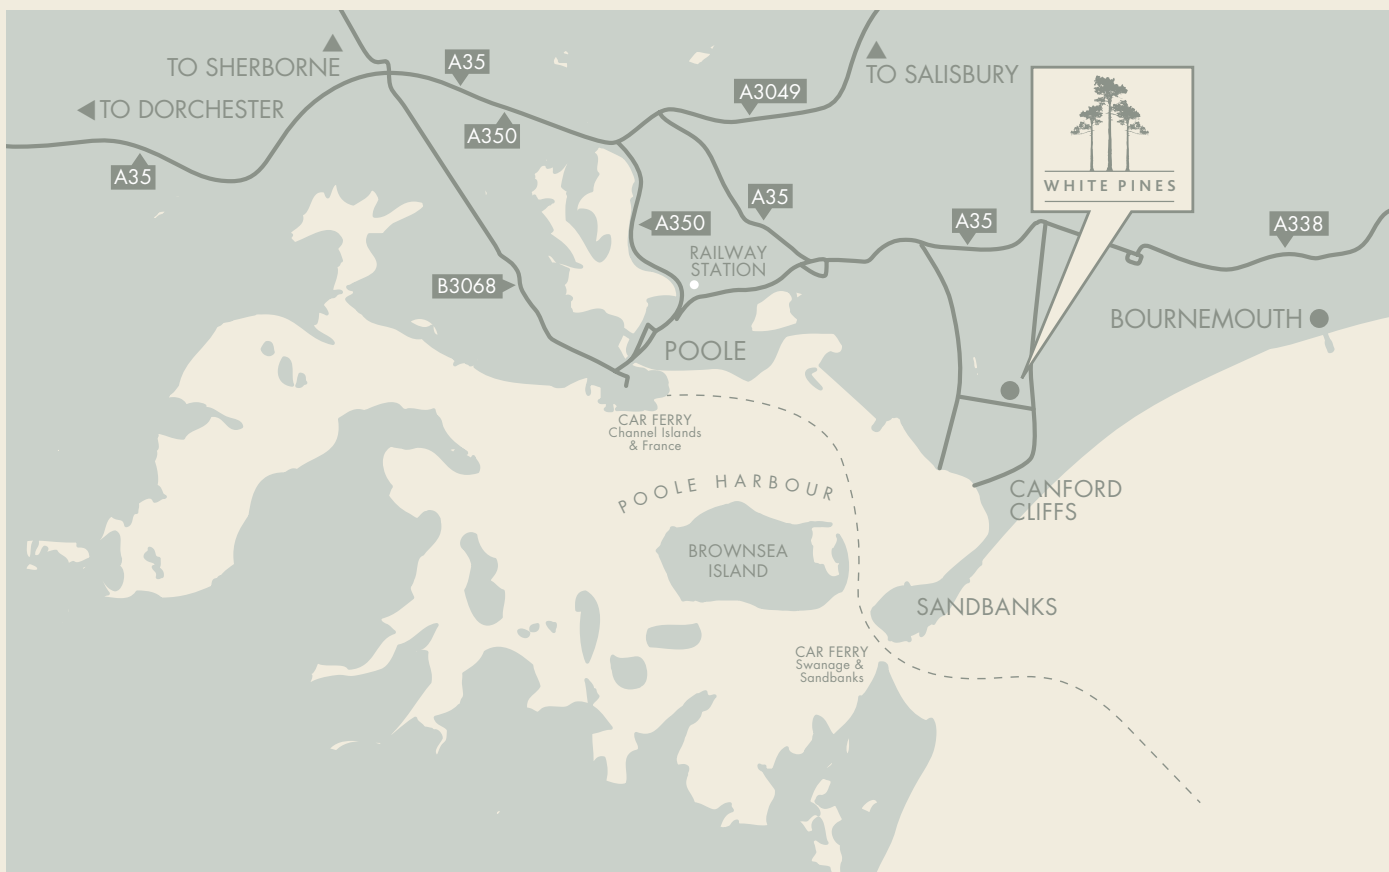 TO SHERBORNE
TO DORCHESTER
A35
A35
A350
A3049
TO SALISBURY
WHITE PINES
A35
A350
RAILWAY
STATION
A35
A338
B3068
POOLE
BOURNEMOUTH
CAR FERRY
Channel Islands
& France
POOLE HARBOUR
CANFORD
CLIFFS
BROWNSEA
ISLAND
SANDBANKS
CAR FERRY
Swanage &
Sandbanks